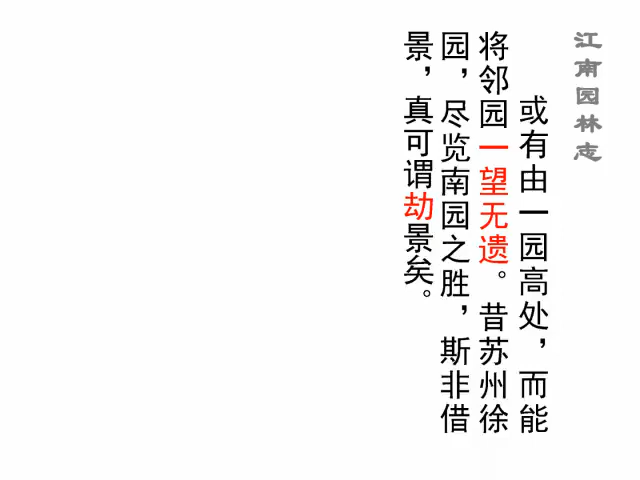 江南园林志
或有由一园高处，而能
将邻园一望无遗。昔苏州徐
园，尽览南园之胜，斯非借
景，真可谓劫景矣。